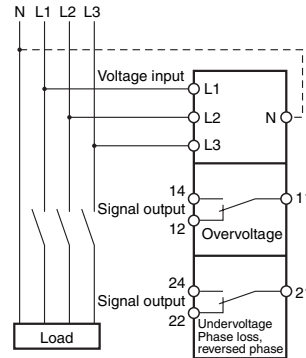 N L1 L2 L3
Voltage input
L1
L2
N
L3
14
11
Signal output
12
Overvoltage
24
Signal output
22
Undervoltage
Phase loss,
reversed phase
Load